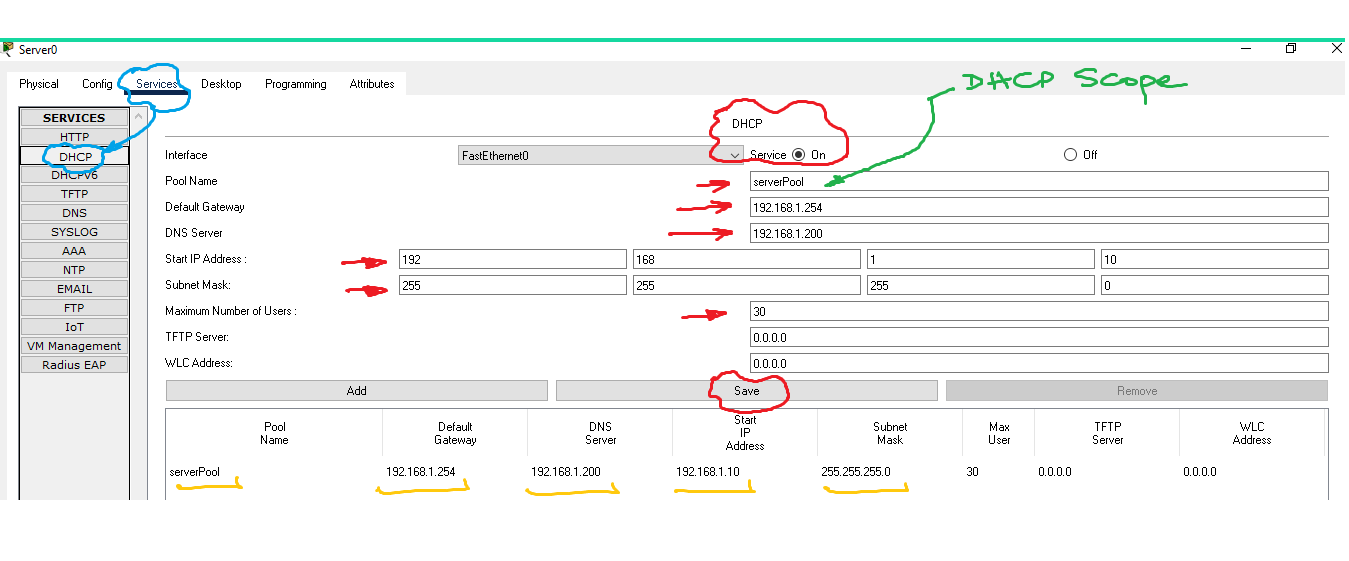 Server0
Physical Config Services Desktop Programming Attributes
DHCP Scope
SERVICES
HTTP
DHCP
DHCPv6
TFTP
DNS
SYSLOG
AAA
NTP
EMAIL
FTP
IoT
VM Management
Radius EAP
DHCP
Interface FastEthernet0 Service On Off
Pool Name serverPool
Default Gateway 192.168.1.254
DNS Server 192.168.1.200
Start IP Address : 192 168 1 10
Subnet Mask: 255 255 255 0
Maximum Number of Users : 30
TFTP Server: 0.0.0.0
WLC Address: 0.0.0.0
Add Save Remove
Pool Name Default Gateway DNS Server Start IP Address Subnet Mask Max User TFTP Server WLC Address
serverPool 192.168.1.254 192.168.1.200 192.168.1.10 255.255.255.0 30 0.0.0.0 0.0.0.0